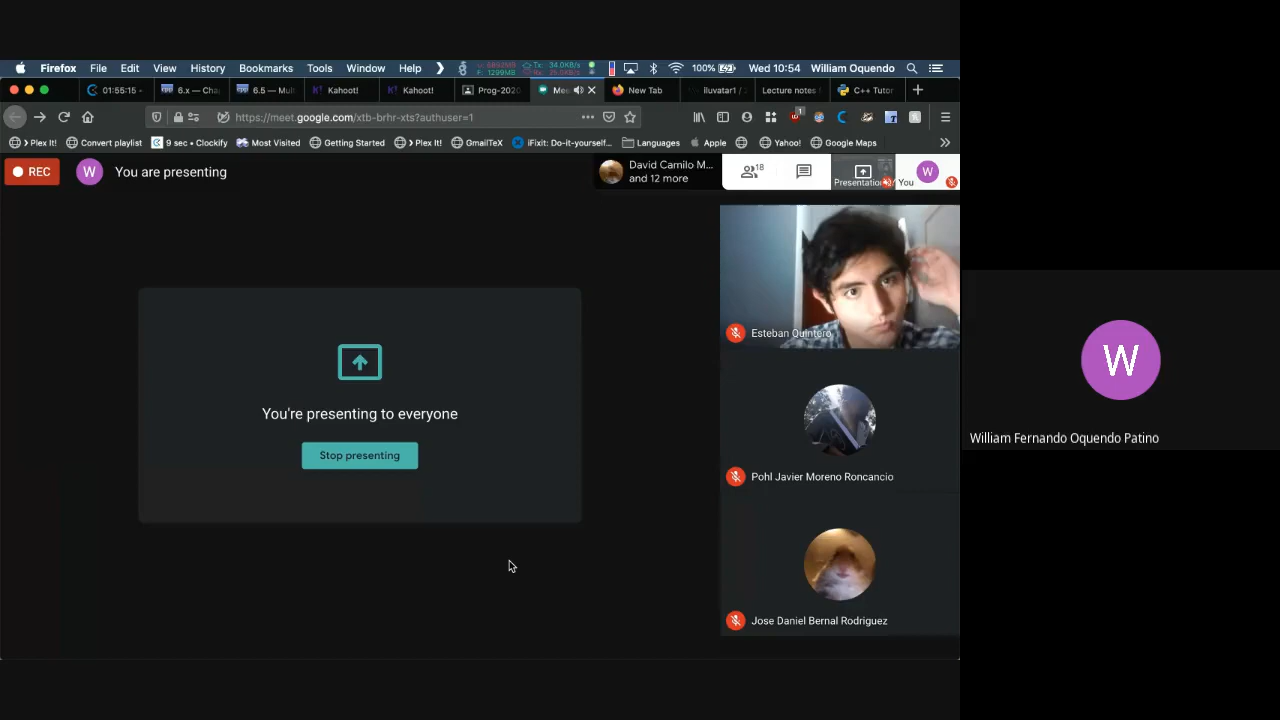 Firefox File Edit View History Bookmarks Tools Window Help 100% Wed 10:54 William Oquendo
01:55:15 - 6.x — Cha 6.5 — Mult Kahoot! Kahoot! Prog-2020 Mee New Tab iluvatar1 / Lecture notes C++ Tutor
https://meet.google.com/xtb-brhr-xts?authuser=1
Plex It! Convert playlist 9 sec • Clockify Most Visited Getting Started Plex It! GmailTeX iFixit: Do-it-yourself... Languages Apple Yahoo! Google Maps
REC W You are presenting
David Camilo M...
and 12 more
18
Presentation
You
W
Esteban Quintero
You're presenting to everyone
Stop presenting
Pohl Javier Moreno Roncancio
Jose Daniel Bernal Rodriguez
W
William Fernando Oquendo Patino